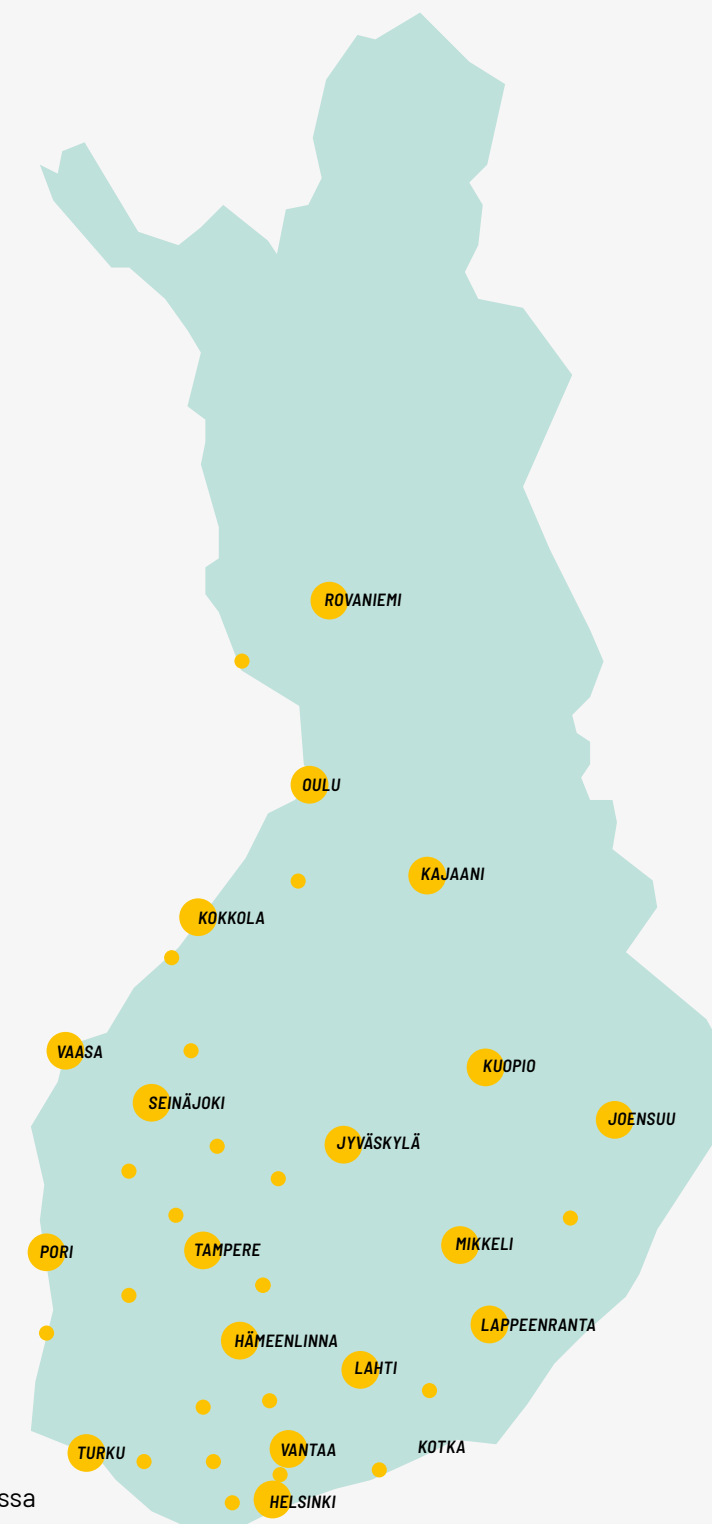 ROVANIEMI
OULU
KAJAANI
KOKKOLA
VAASA
KUOPIO
SEINÄJOKI
JOENSUU
JYVÄSKYLÄ
PORI
TAMPERE
MIKKELI
LAPPEENRANTA
HÄMEENLINNA
LAHTI
TURKU
VANTAA
KOTKA
ssa
HELSINKI